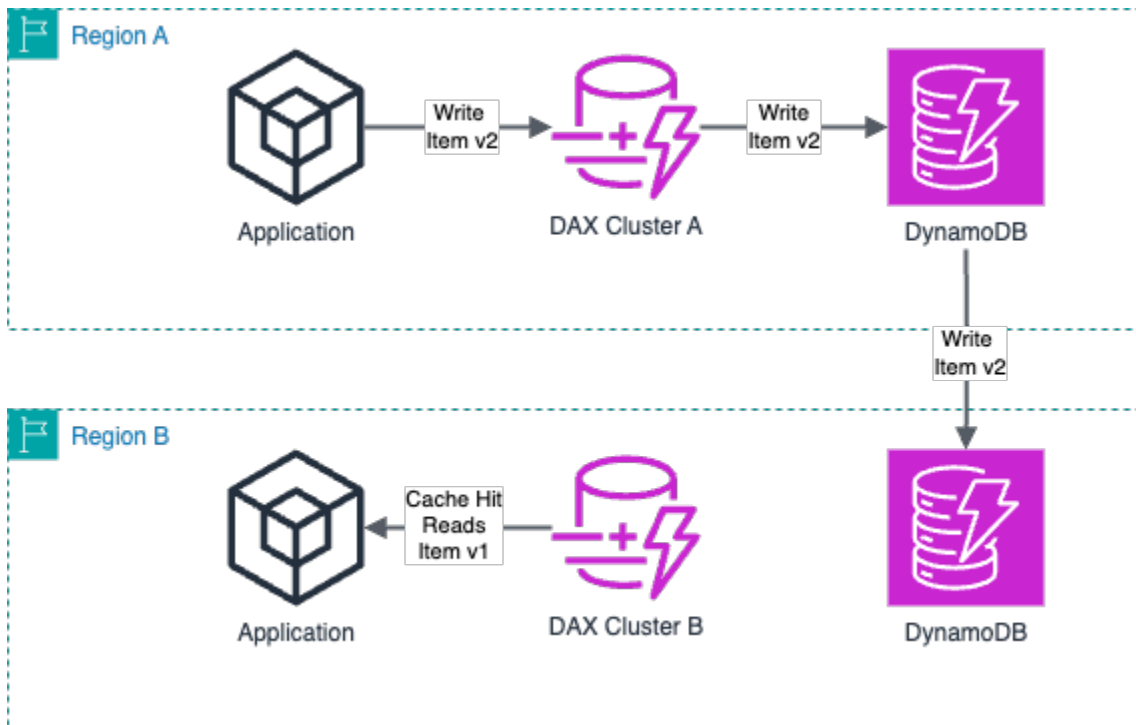 Region A
Write
Item v2
Write
Item v2
Application
DAX Cluster A
DynamoDB
Write
Item v2
Region B
Cache Hit
Reads
Item v1
Application
DAX Cluster B
DynamoDB